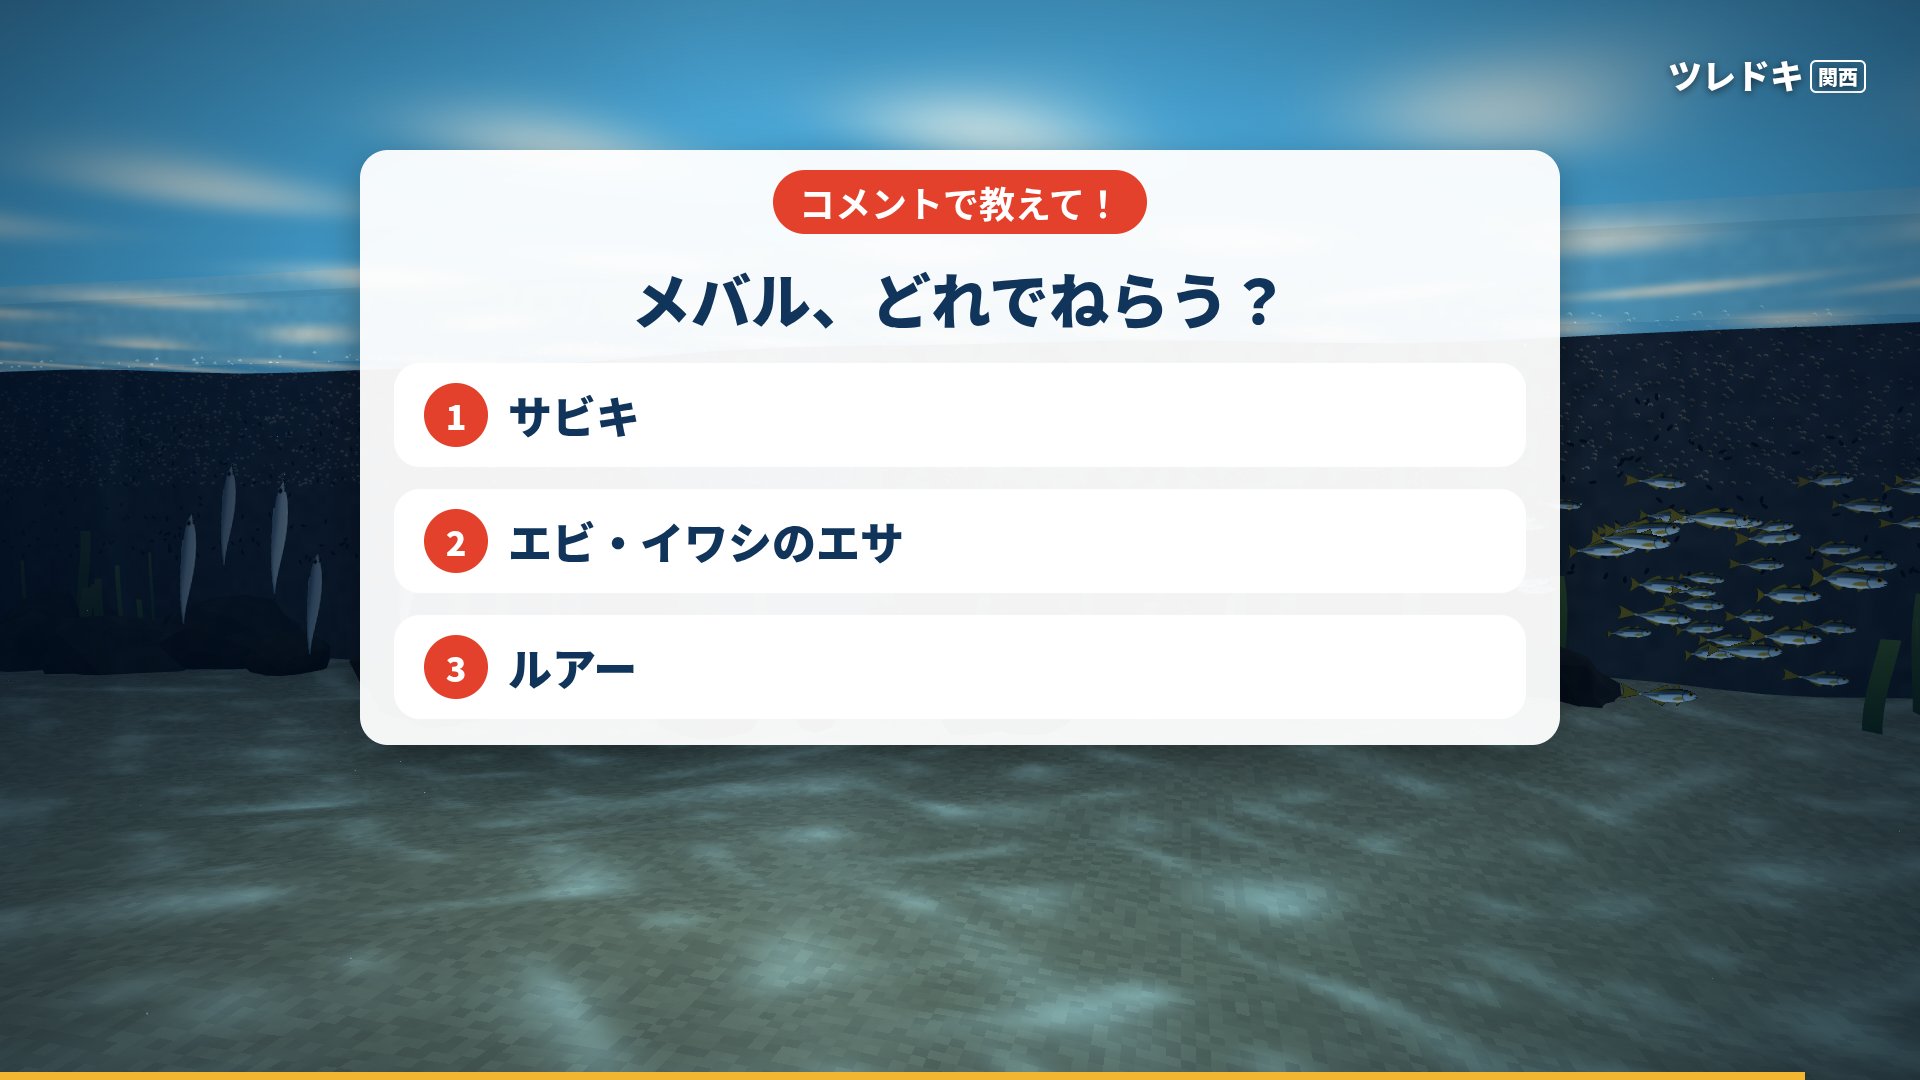 ツレドキ 関西
コメントで教えて！
メバル、どれでねらう？
1 サビキ
2 エビ・イワシのエサ
3 ルアー